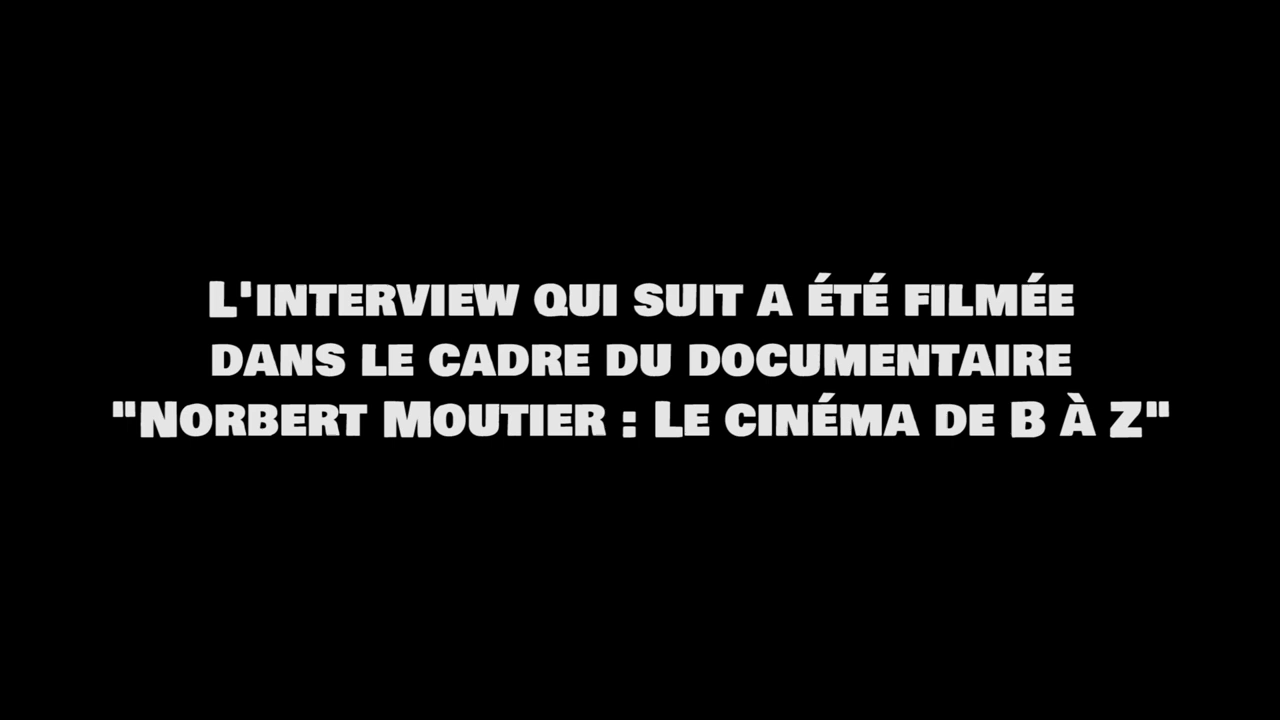 L'interview qui suit a été filmée
dans le cadre du documentaire
"Norbert Moutier : Le cinéma de B à Z"